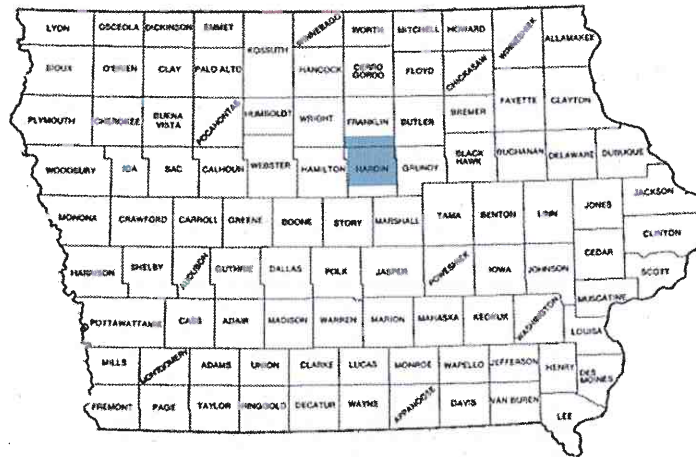 LYON OSCEOLA DICKINSON EMMET KOSSUTH WINNEBAGO WORTH MITCHELL HOWARD WINNESHIEK ALLAMAKEE
SIOUX O'BRIEN CLAY PALO ALTO HANCOCK CERRO GORDO FLOYD CHICKASAW
PLYMOUTH CHEROKEE BUENA VISTA POCAHONTAS HUMBOLDT WRIGHT FRANKLIN BUTLER BREMER FAYETTE CLAYTON
WOODBURY IDA SAC CALHOUN WEBSTER HAMILTON HARDIN GRUNDY BLACK HAWK BUCHANAN DELAWARE DUBUQUE
MONONA CRAWFORD CARROLL GREENE BOONE STORY MARSHALL TAMA BENTON LINN JONES JACKSON
CLINTON
HARRISON SHELBY AUDUBON GUTHRIE DALLAS POLK JASPER POWESHIEK IOWA JOHNSON CEDAR SCOTT
MUSCATINE
POTTAWATTAMIE CASS ADAIR MADISON WARREN MARION MAHASKA KEOKUK WASHINGTON LOUISA
MILLS MONTGOMERY ADAMS UNION CLARKE LUCAS MONROE WAPELLO JEFFERSON HENRY DES MOINES
FREMONT PAGE TAYLOR RINGGOLD DECATUR WAYNE APPANOOSE DAVIS VAN BUREN LEE